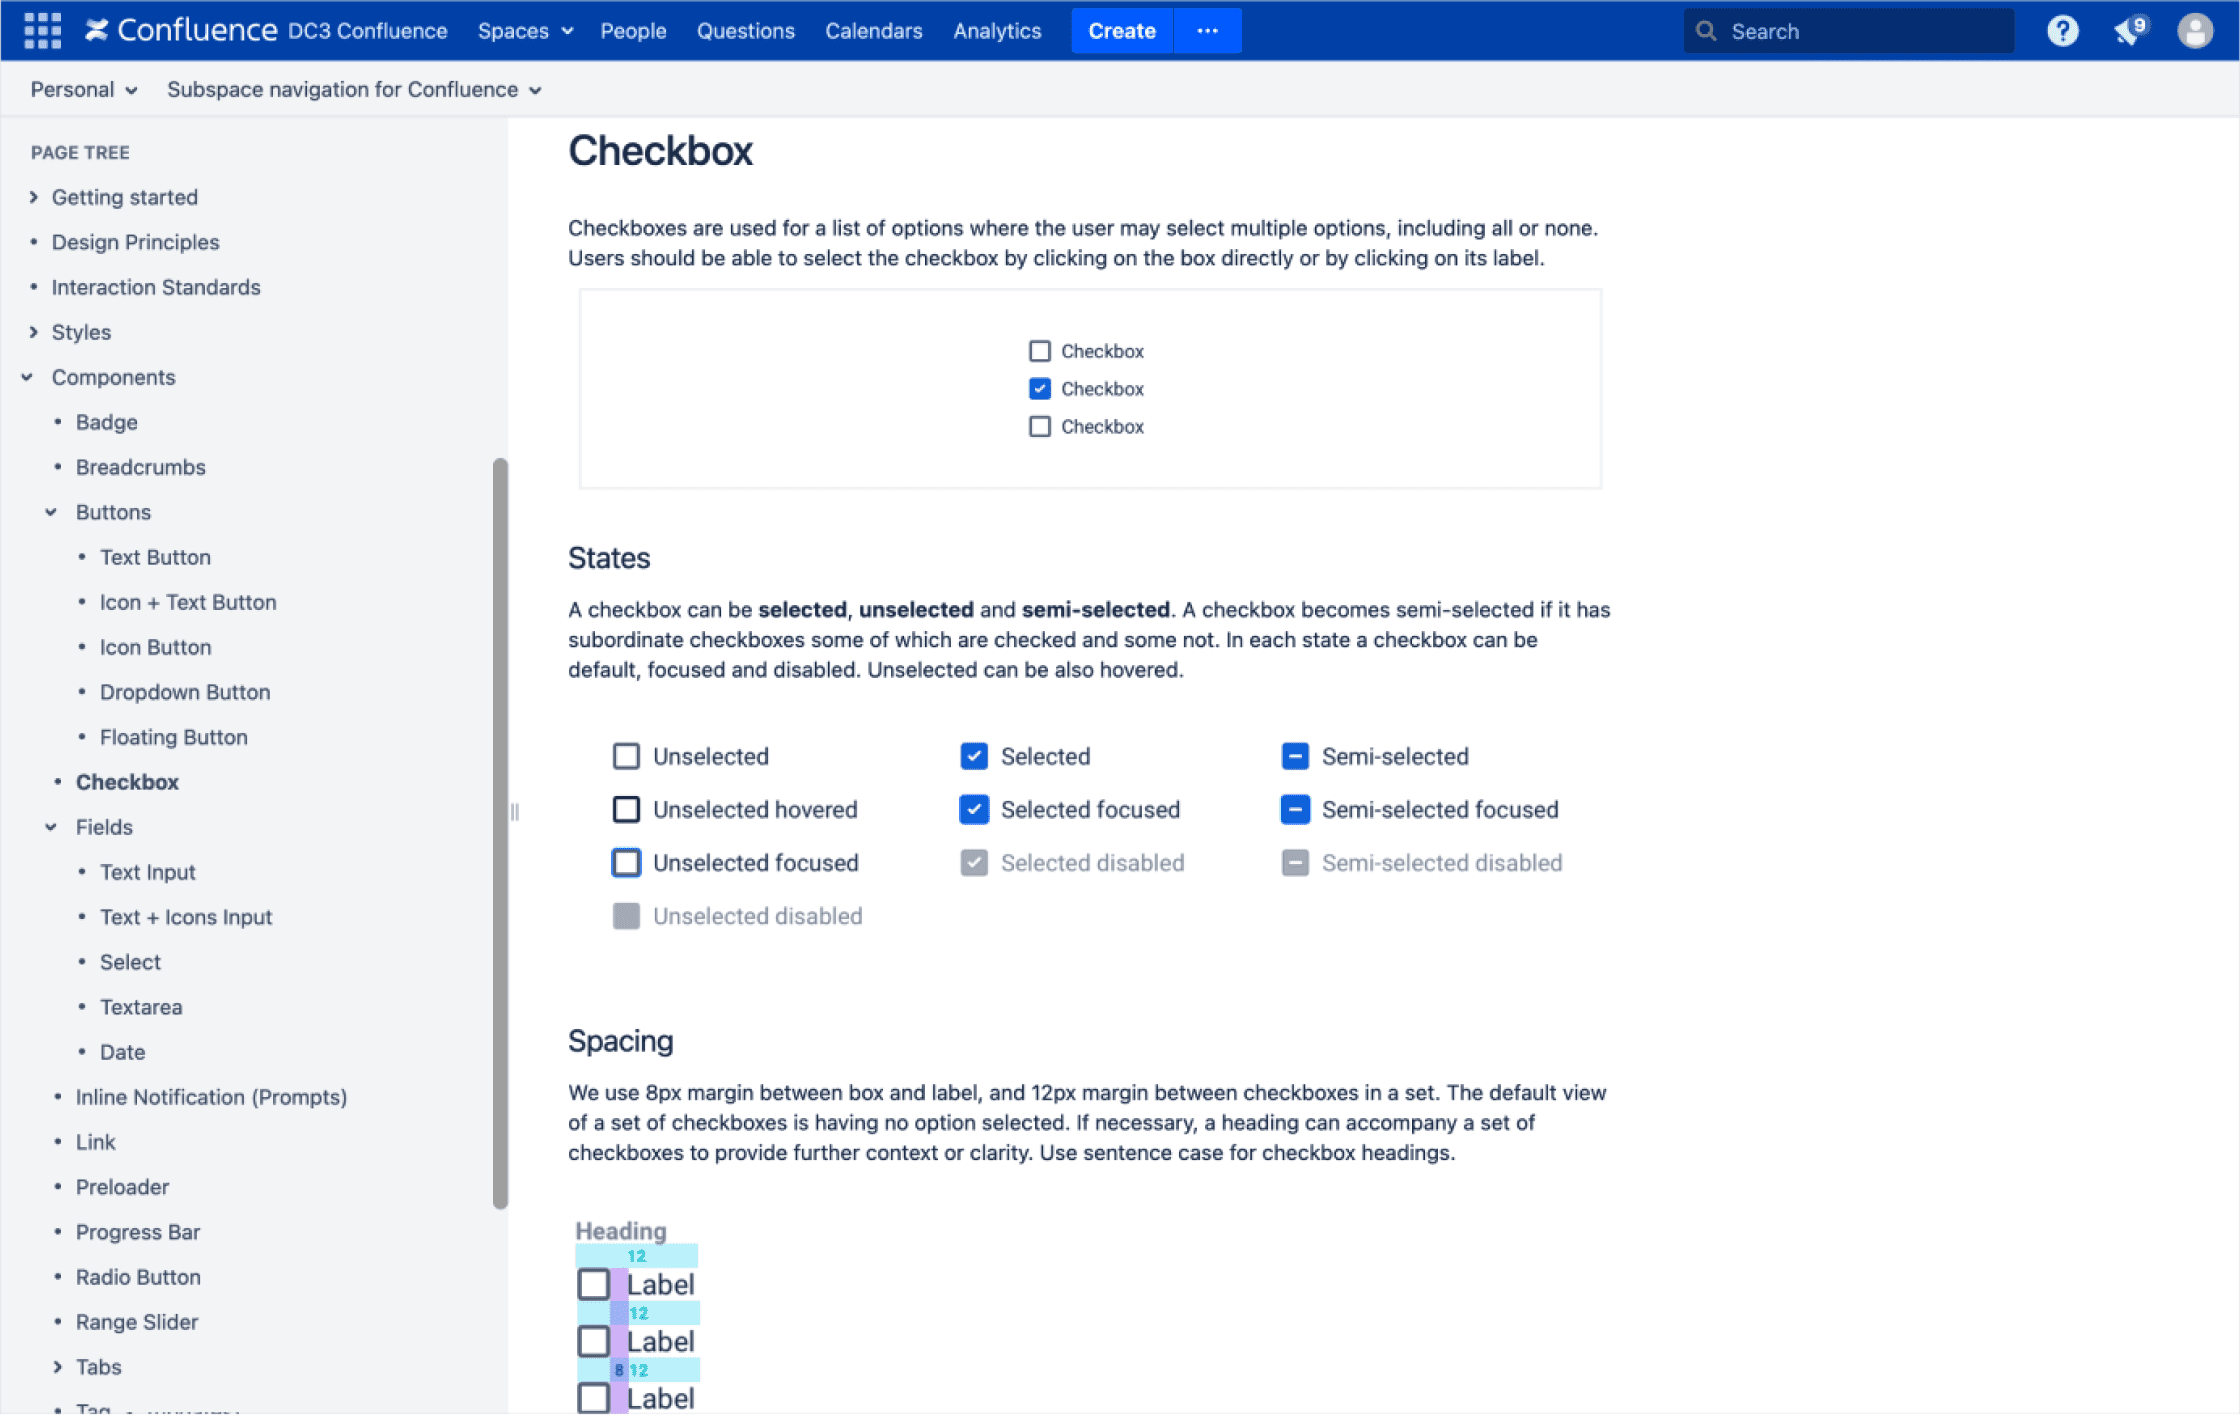 Confluence DC3 Confluence Spaces People Questions Calendars Analytics Create ··· Search ? 9
Personal Subspace navigation for Confluence
PAGE TREE
Getting started
Design Principles
Interaction Standards
Styles
Components
Badge
Breadcrumbs
Buttons
Text Button
Icon + Text Button
Icon Button
Dropdown Button
Floating Button
Checkbox
Fields
Text Input
Text + Icons Input
Select
Textarea
Date
Inline Notification (Prompts)
Link
Preloader
Progress Bar
Radio Button
Range Slider
Tabs
Tag
Checkbox
Checkboxes are used for a list of options where the user may select multiple options, including all or none.
Users should be able to select the checkbox by clicking on the box directly or by clicking on its label.
Checkbox
Checkbox
Checkbox
States
A checkbox can be selected, unselected and semi-selected. A checkbox becomes semi-selected if it has
subordinate checkboxes some of which are checked and some not. In each state a checkbox can be
default, focused and disabled. Unselected can be also hovered.
Unselected Selected Semi-selected
Unselected hovered Selected focused Semi-selected focused
Unselected focused Selected disabled Semi-selected disabled
Unselected disabled
Spacing
We use 8px margin between box and label, and 12px margin between checkboxes in a set. The default view
of a set of checkboxes is having no option selected. If necessary, a heading can accompany a set of
checkboxes to provide further context or clarity. Use sentence case for checkbox headings.
Heading
12
Label
12
Label
8 12
Label